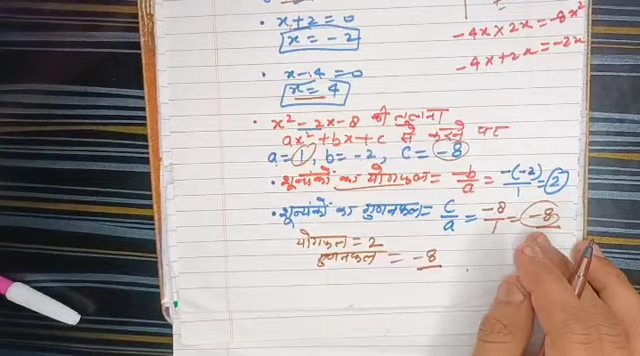 x+2=0
x = -2
-4x × 2x = -8x²
-4x+2x = -2x
x-4=0
x = 4
x² - 2x - 8 की तुलना
ax² + bx + c से करने पर
a = 1, b = -2, c = -8
• शून्यकों का योगफल = -b/a = -(-2)/1 = 2
• शून्यकों का गुणनफल = c/a = -8/1 = -8
योगफल = 2
गुणनफल = -8